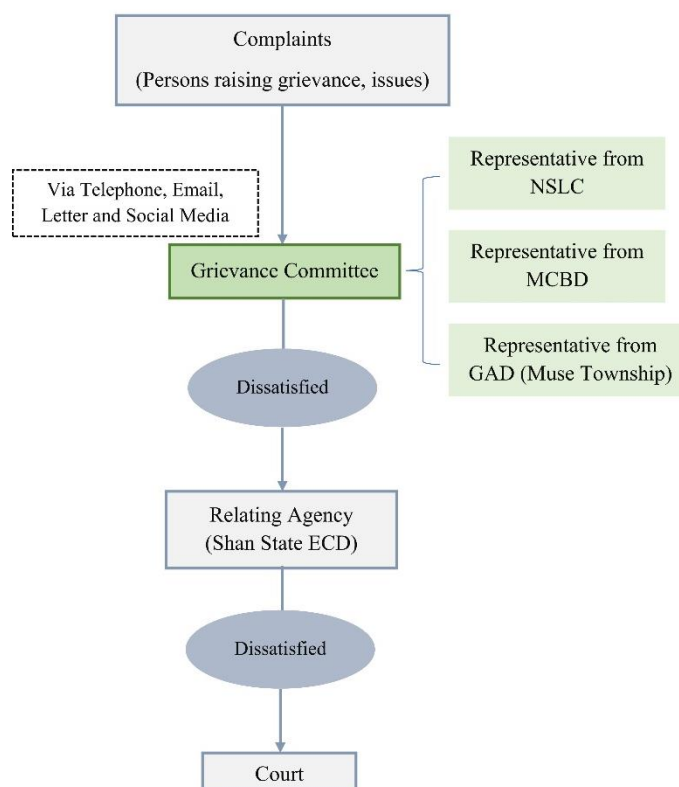 Complaints
(Persons raising grievance, issues)
Via Telephone, Email,
Letter and Social Media
Grievance Committee
Representative from
NSLC
Representative from
MCBD
Representative from
GAD (Muse Township)
Dissatisfied
Relating Agency
(Shan State ECD)
Dissatisfied
Court